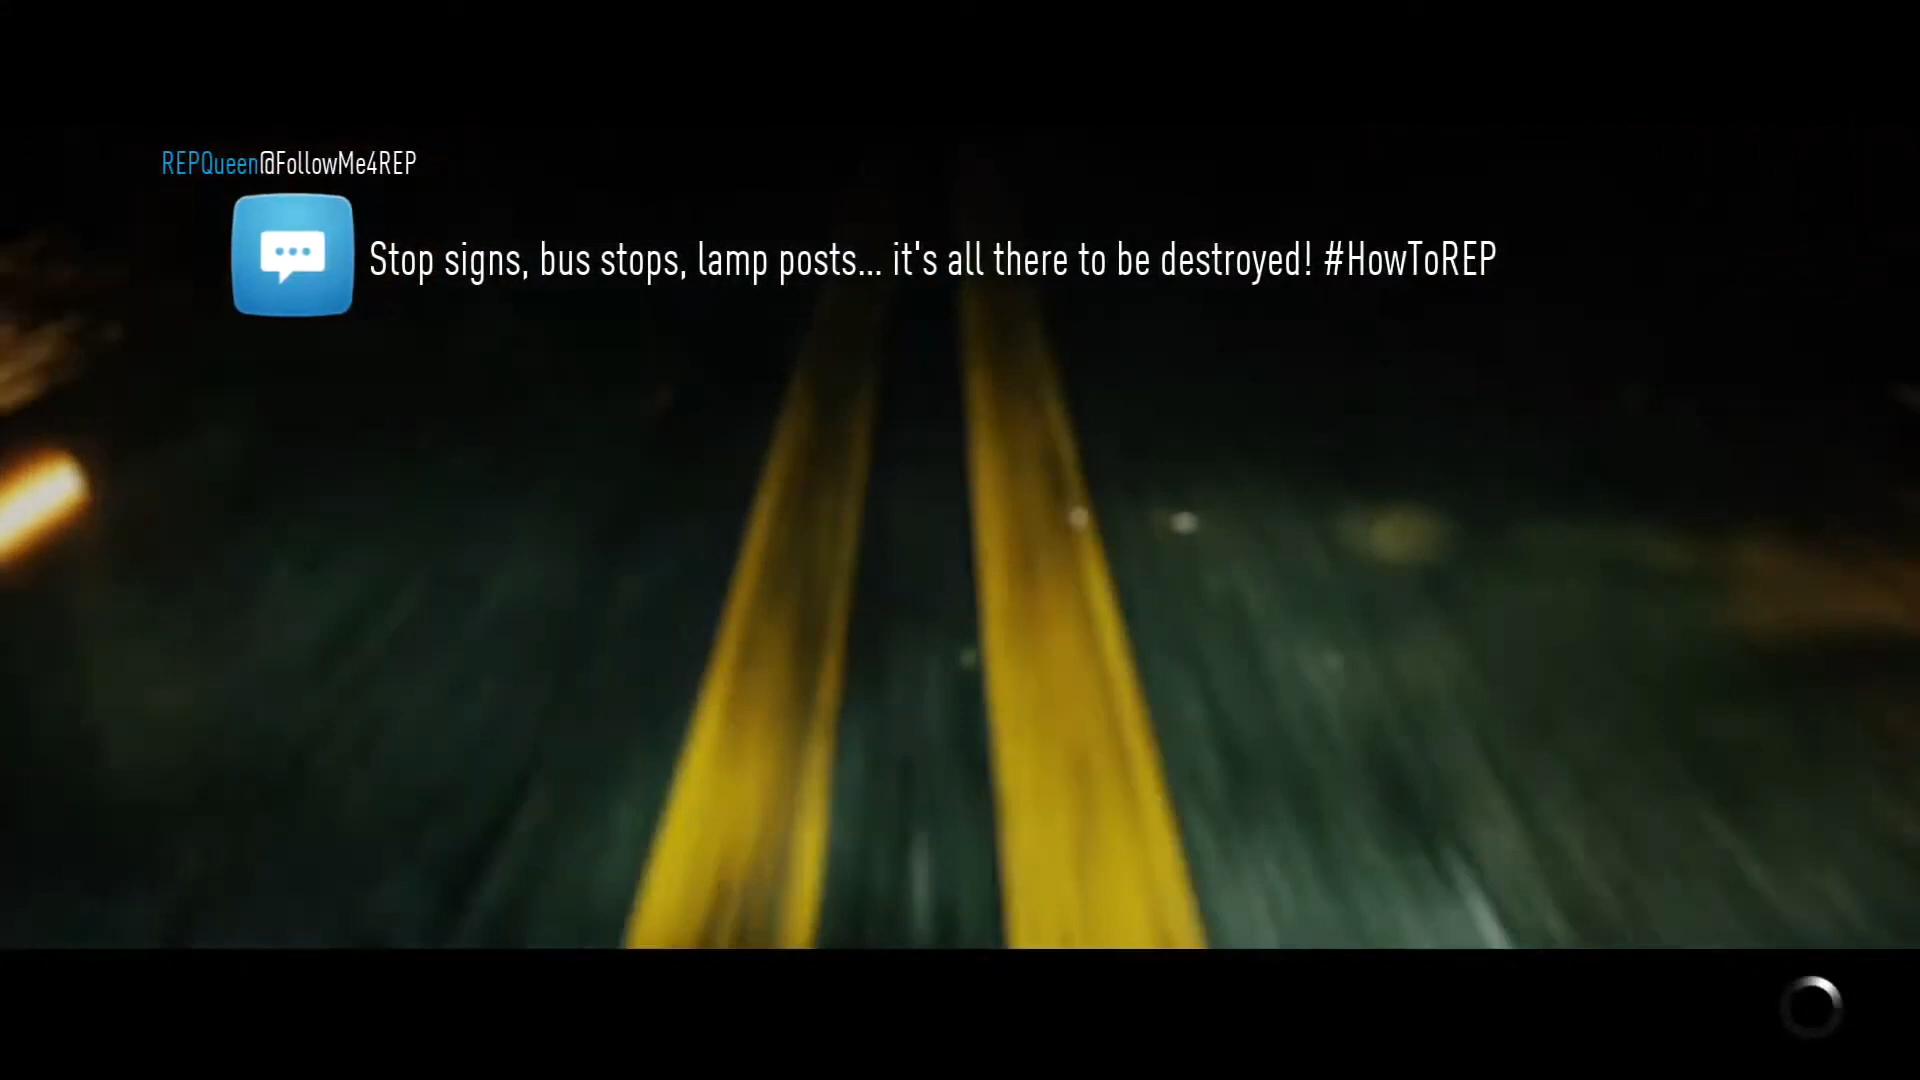 REPQueen@FollowMe4REP
Stop signs, bus stops, lamp posts... it's all there to be destroyed! #HowToREP